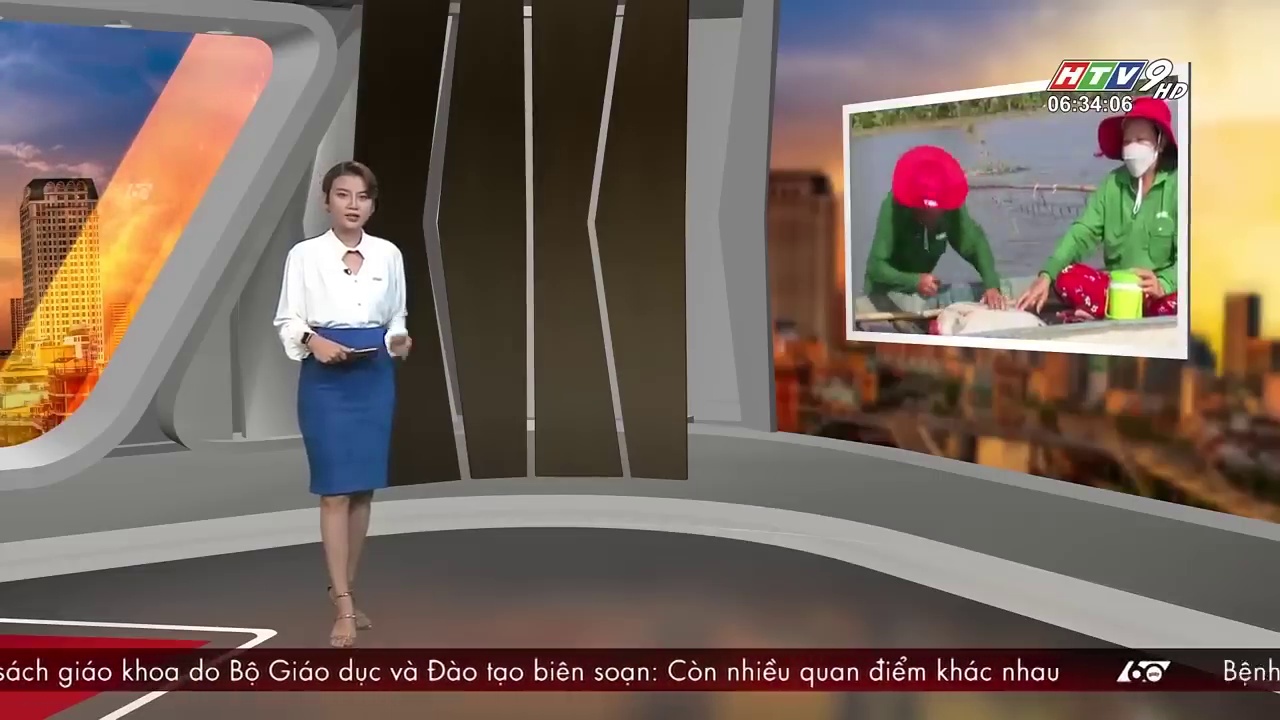 HTV9
HD
06:34:06
sách giáo khoa do Bộ Giáo dục và Đào tạo biên soạn: Còn nhiều quan điểm khác nhau
60
Bệnh